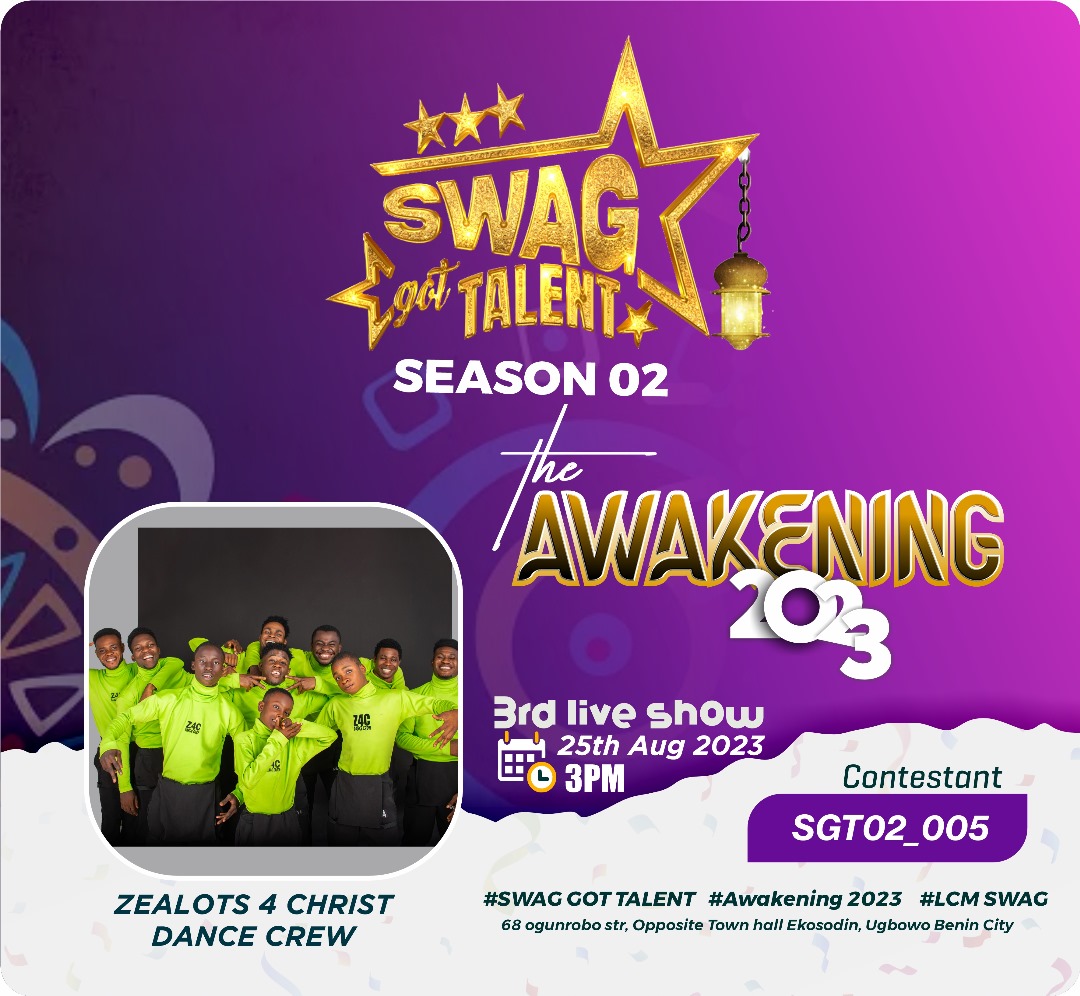 SWAG
got TALENT
SEASON 02
the
AWAKENING
2023
3rd live show
25th Aug 2023
3PM
Contestant
SGT02_005
Z4C
ZEALOTS 4 CHRIST
DANCE CREW
#SWAG GOT TALENT #Awakening 2023 #LCM SWAG
68 ogunrobo str, Opposite Town hall Ekosodin, Ugbowo Benin City